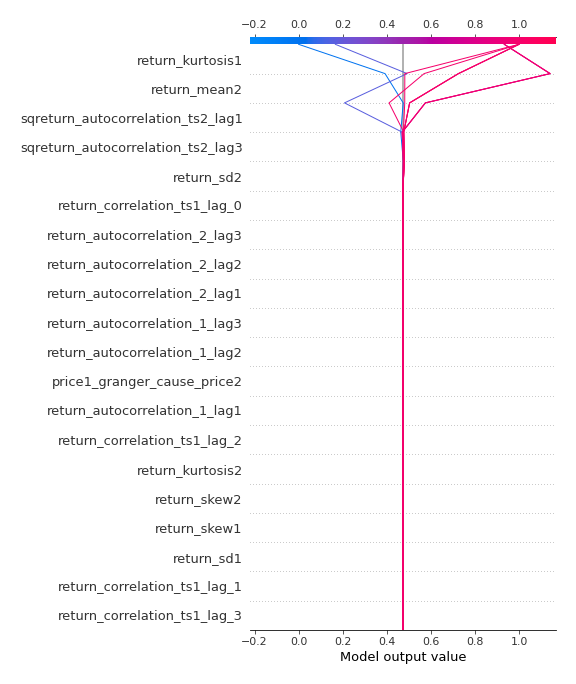 −0.2 0.0 0.2 0.4 0.6 0.8 1.0
return_kurtosis1
return_mean2
sqreturn_autocorrelation_ts2_lag1
sqreturn_autocorrelation_ts2_lag3
return_sd2
return_correlation_ts1_lag_0
return_autocorrelation_2_lag3
return_autocorrelation_2_lag2
return_autocorrelation_2_lag1
return_autocorrelation_1_lag3
return_autocorrelation_1_lag2
price1_granger_cause_price2
return_autocorrelation_1_lag1
return_correlation_ts1_lag_2
return_kurtosis2
return_skew2
return_skew1
return_sd1
return_correlation_ts1_lag_1
return_correlation_ts1_lag_3
−0.2 0.0 0.2 0.4 0.6 0.8 1.0
Model output value